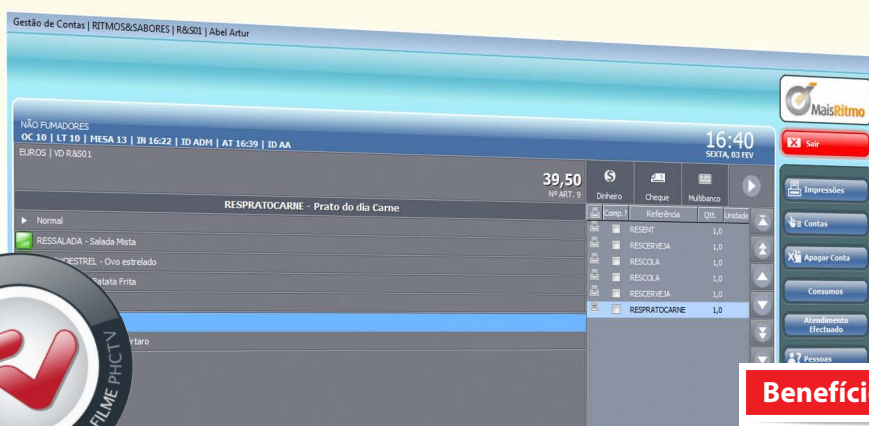 Gestão de Contas | RITMOS&SABORES | R&S01 | Abel Artur
MaisRitmo
NÃO FUMADORES
OC 10 | LT 10 | MESA 13 | IN 16:22 | ID ADM | AT 16:39 | ID AA
16:40
SEXTA, 03 FEV
EUROS | VD R&S01
39,50
Nº ART. 9
Dinheiro
Cheque
Multibanco
Sair
Impressões
Contas
Apagar Conta
Consumos
Atendimento
Efectuado
Pessoas
RESPRATOCARNE - Prato do dia Carne
Normal
RESSALADA - Salada Mista
- Ovo estrelado
Batata Frita
Comp.? Referência Qtt. Unidade
RESENT 1,0
RESCERVEJA 1,0
RESCOLA 1,0
RESCOLA 1,0
RESCERVEJA 1,0
RESPRATOCARNE 1,0
FILME PHCTV